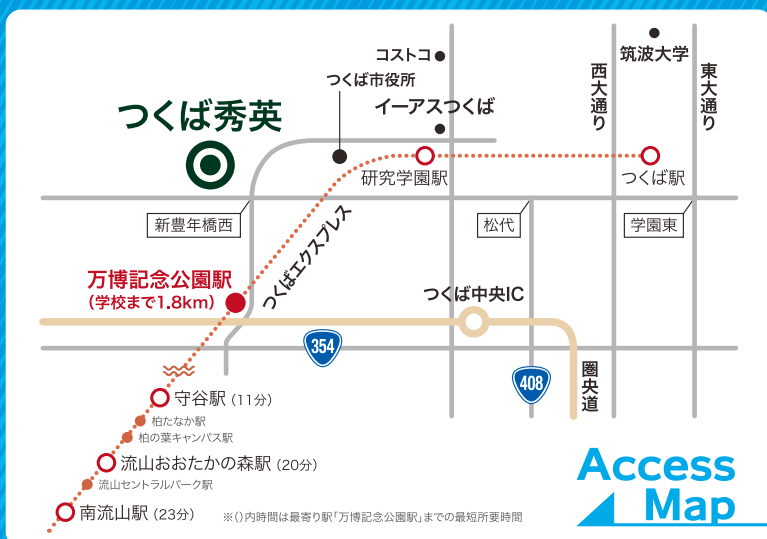 コストコ
筑波大学
つくば市役所
イーアスつくば
西大通り
東大通り
つくば秀英
研究学園駅
つくば駅
新豊年橋西
松代
学園東
つくばエクスプレス
万博記念公園駅
(学校まで1.8km)
つくば中央IC
354
408
圏央道
守谷駅 (11分)
柏たなか駅
柏の葉キャンパス駅
流山おおたかの森駅 (20分)
流山セントラルパーク駅
南流山駅 (23分)
※()内時間は最寄り駅「万博記念公園駅」までの最短所要時間
Access
Map